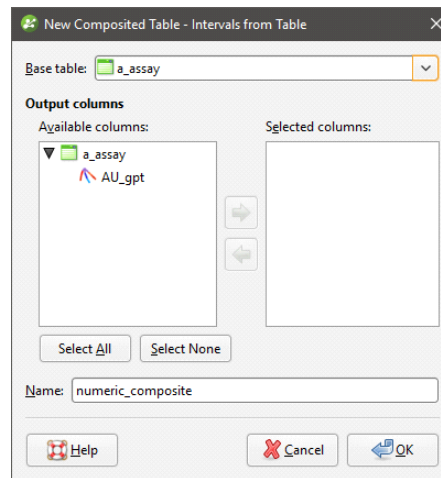 New Composited Table - Intervals from Table
Base table: a_assay
Output columns
Available columns: Selected columns:
a_assay
AU_gpt
Select All Select None
Name: numeric_composite
Help Cancel OK